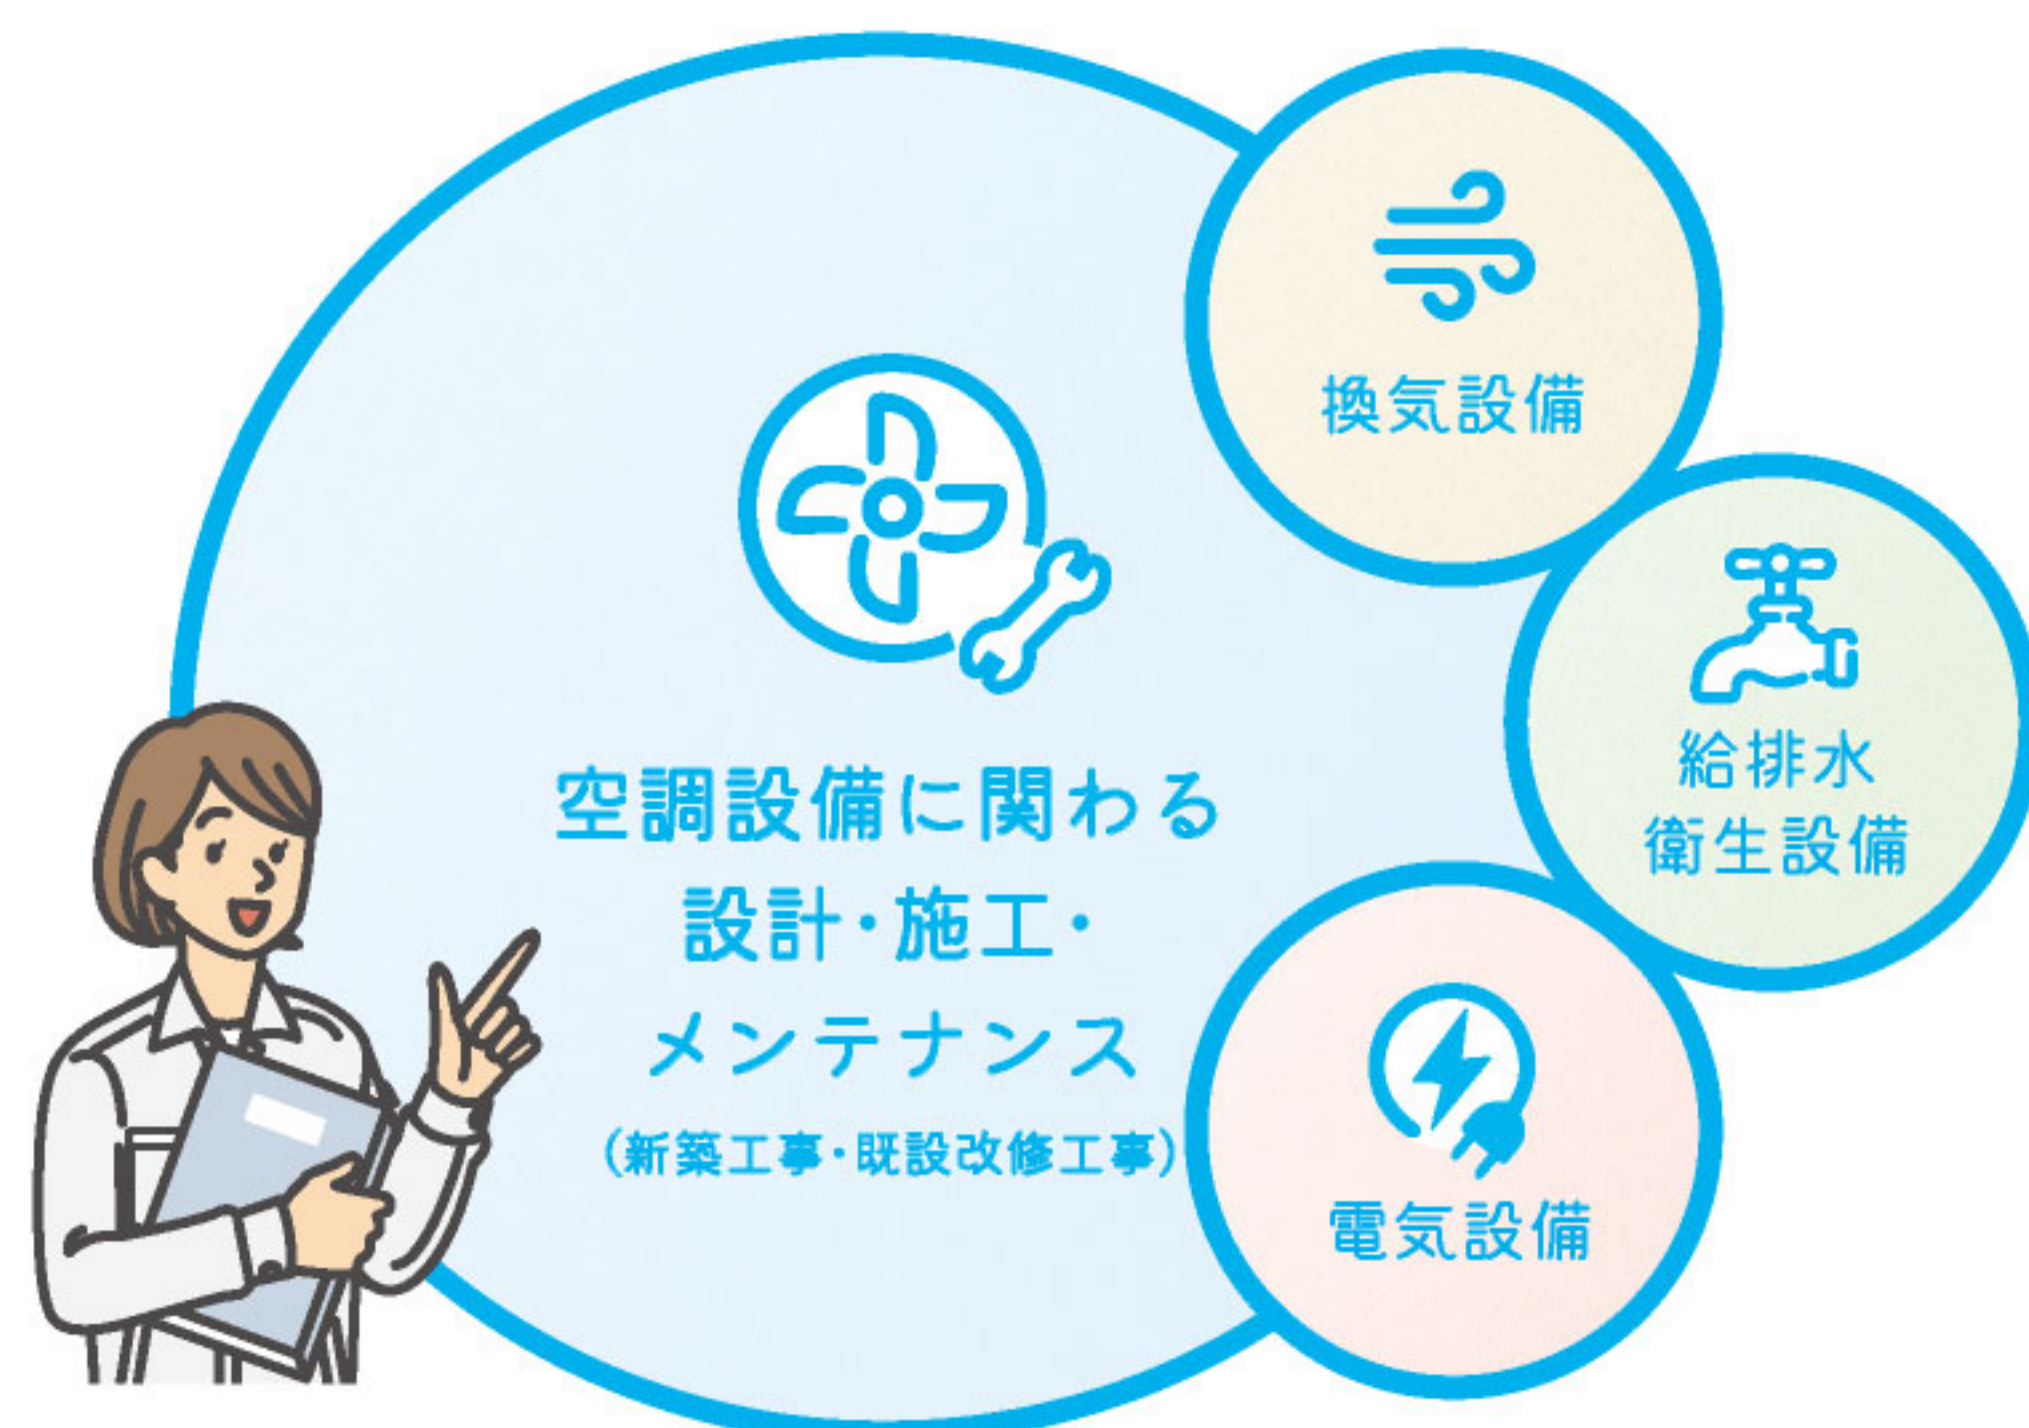 空調設備に関わる
設計・施工・
メンテナンス
(新築工事・既設改修工事)
換気設備
給排水
衛生設備
電気設備